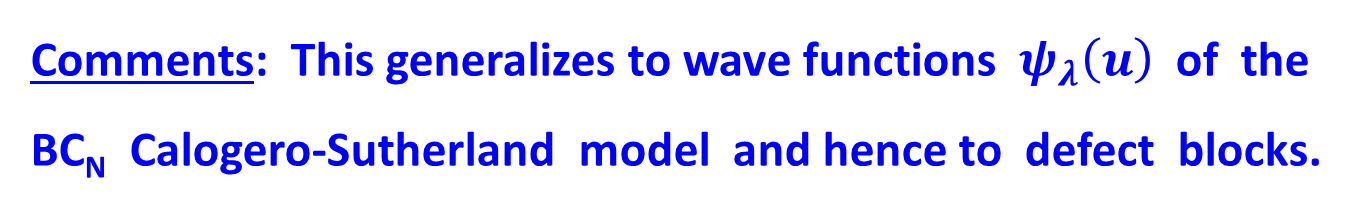 Comments: This generalizes to wave functions ψ_λ(u) of the
BC_N Calogero-Sutherland model and hence to defect blocks.